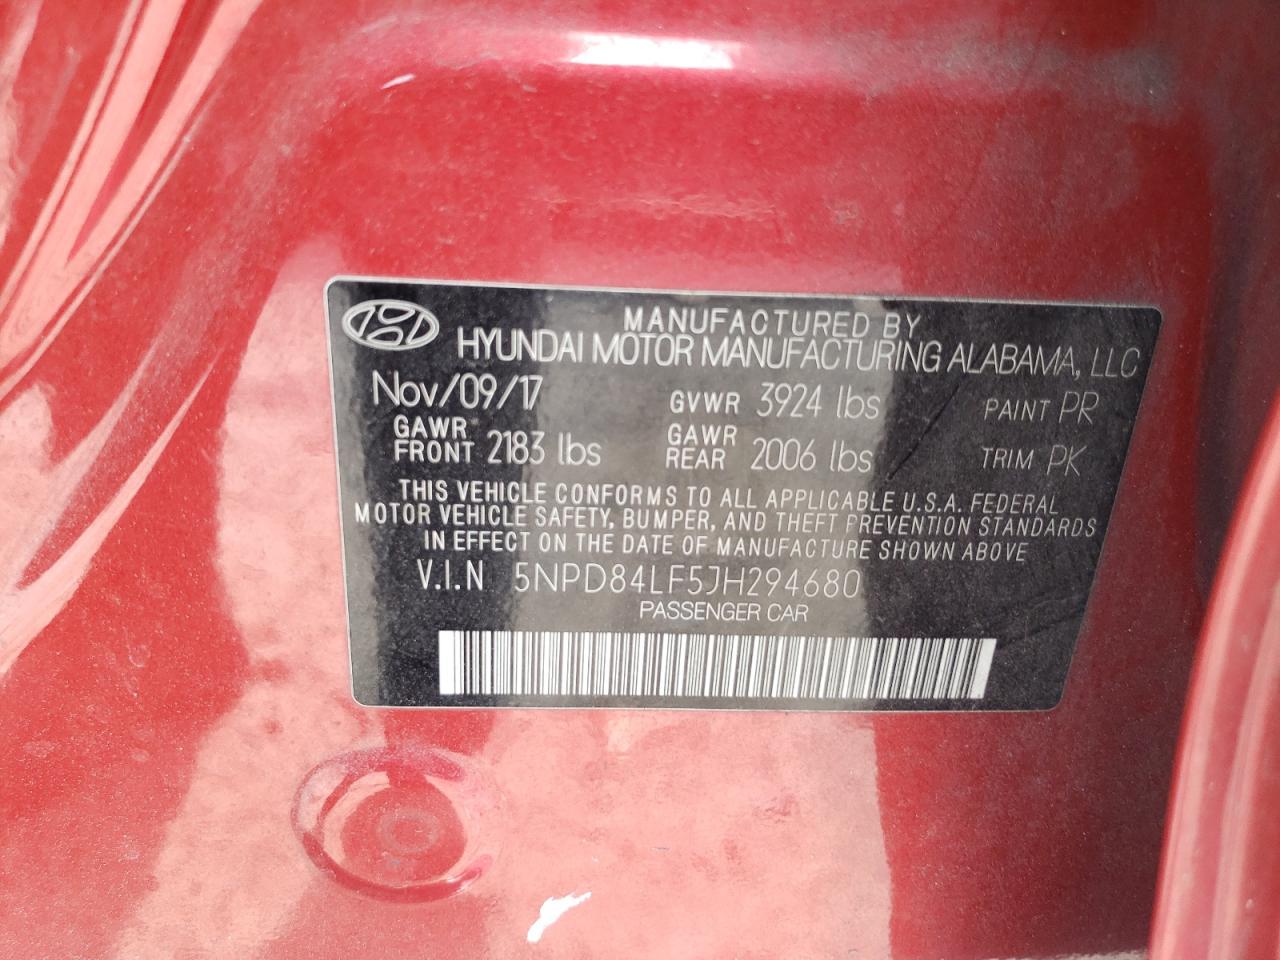 MANUFACTURED BY
HYUNDAI MOTOR MANUFACTURING ALABAMA, LLC
Nov/09/17 GVWR 3924 lbs PAINT PR
GAWR FRONT 2183 lbs GAWR REAR 2006 lbs TRIM PK
THIS VEHICLE CONFORMS TO ALL APPLICABLE U.S.A. FEDERAL
MOTOR VEHICLE SAFETY, BUMPER, AND THEFT PREVENTION STANDARDS
IN EFFECT ON THE DATE OF MANUFACTURE SHOWN ABOVE
V.I.N 5NPD84LF5JH294680
PASSENGER CAR